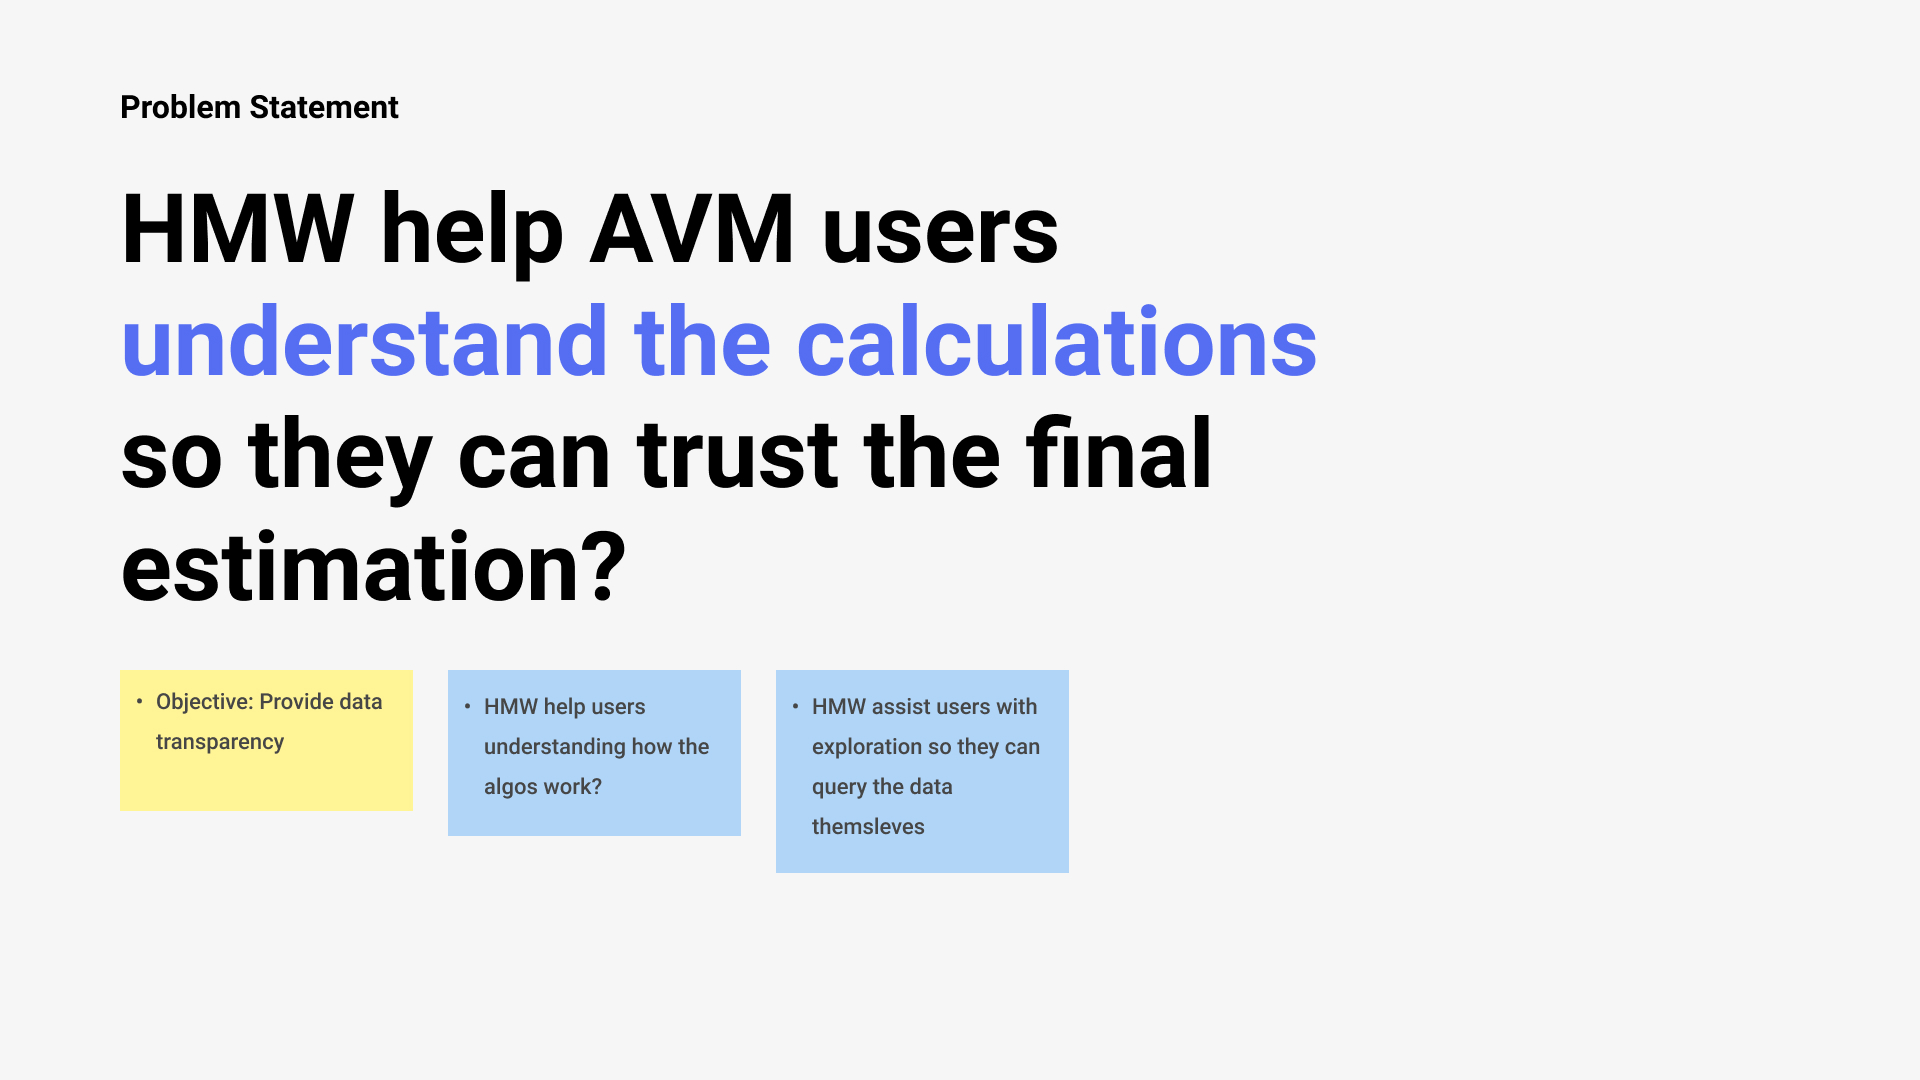 Problem Statement
HMW help AVM users
understand the calculations
so they can trust the final
estimation?
• Objective: Provide data
transparency
• HMW help users
understanding how the
algos work?
• HMW assist users with
exploration so they can
query the data
themsleves